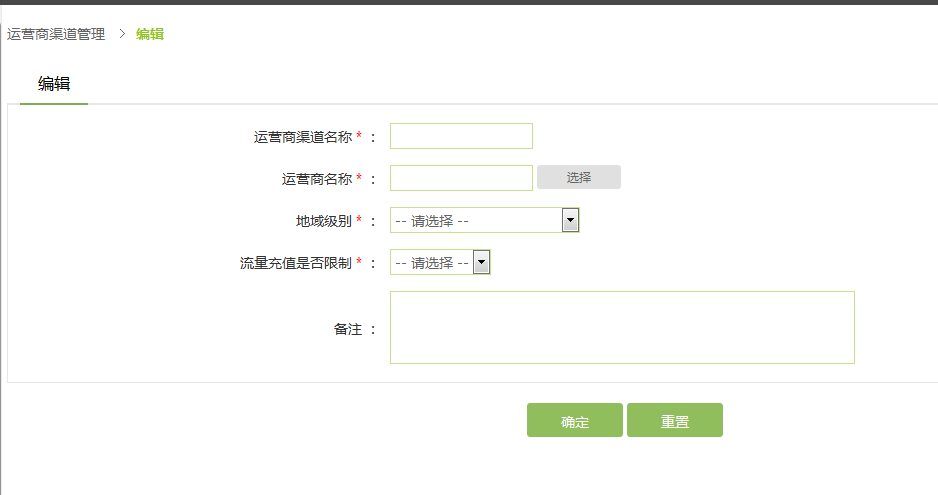 运营商渠道管理 > 编辑
编辑
运营商渠道名称 * ：
运营商名称 * ： 选择
地域级别 * ： -- 请选择 --
流量充值是否限制 * ： -- 请选择 --
备注 ：
确定 重置